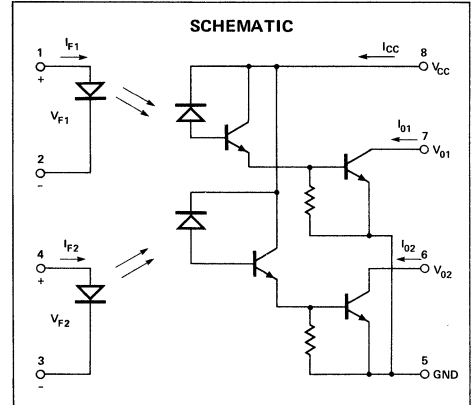 SCHEMATIC
1
IF1
+
VF1
2
–
4
IF2
+
VF2
3
–
ICC
8
VCC
I01
7
V01
I02
6
V02
5
GND